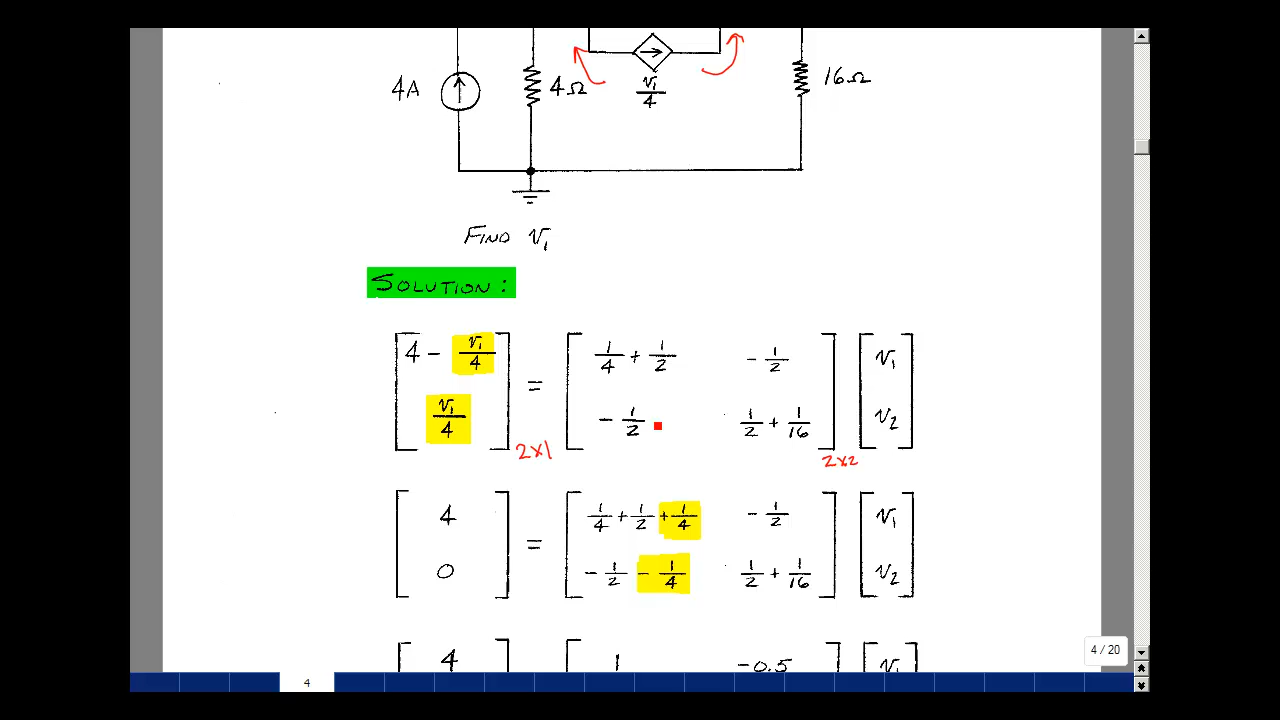 4A 4Ω v₁/4 16Ω
FIND v₁
SOLUTION:
[4 - v₁/4] = [1/4 + 1/2 -1/2] [v₁]
[v₁/4] 2x1 [-1/2 1/2 + 1/16] 2x2 [v₂]
[4] = [1/4 + 1/2 + 1/4 -1/2] [v₁]
[0] [-1/2 - 1/4 1/2 + 1/16] [v₂]
[4 [1 -0.5] [v₁]
4 / 20
4